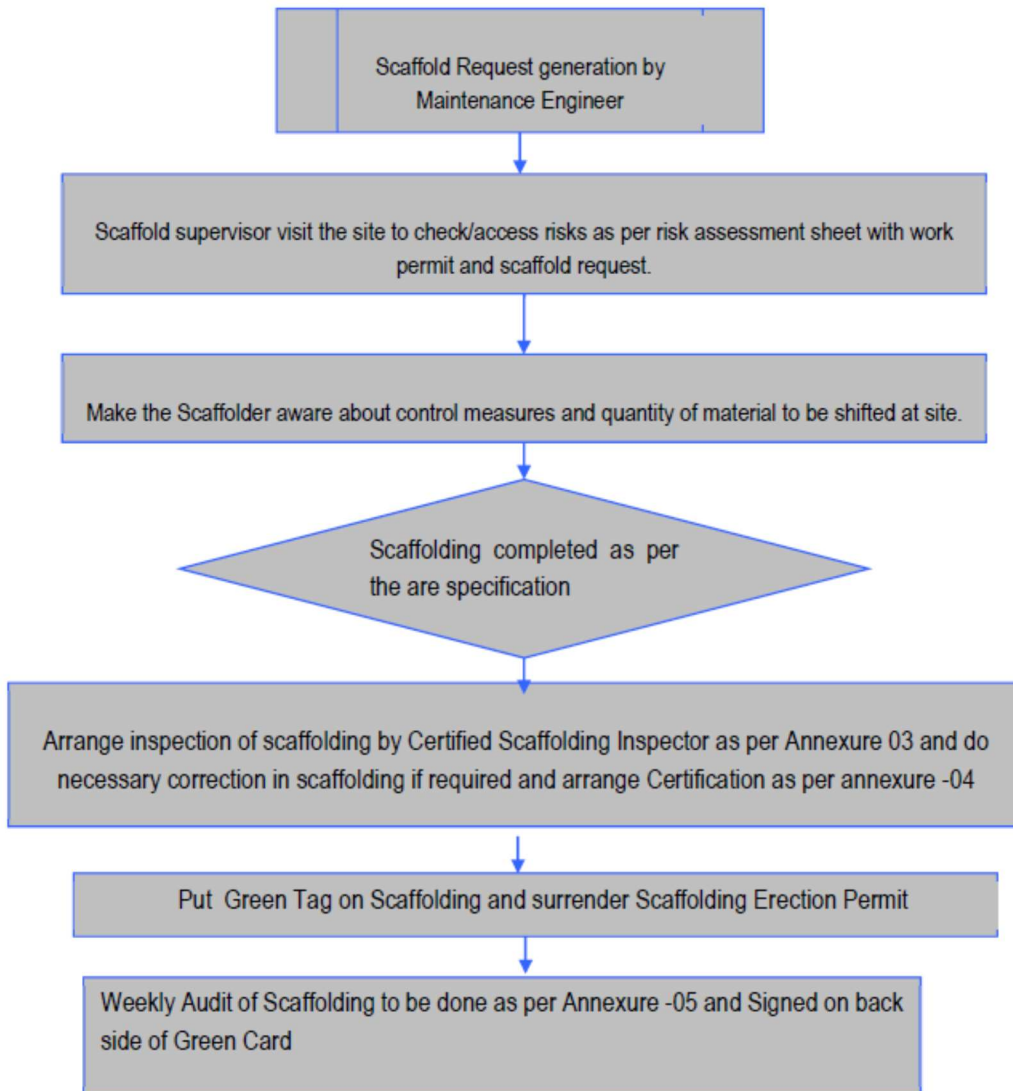 Scaffold Request generation by
Maintenance Engineer
Scaffold supervisor visit the site to check/access risks as per risk assessment sheet with work
permit and scaffold request.
Make the Scaffolder aware about control measures and quantity of material to be shifted at site.
Scaffolding completed as per
the are specification
Arrange inspection of scaffolding by Certified Scaffolding Inspector as per Annexure 03 and do
necessary correction in scaffolding if required and arrange Certification as per annexure -04
Put Green Tag on Scaffolding and surrender Scaffolding Erection Permit
Weekly Audit of Scaffolding to be done as per Annexure -05 and Signed on back
side of Green Card